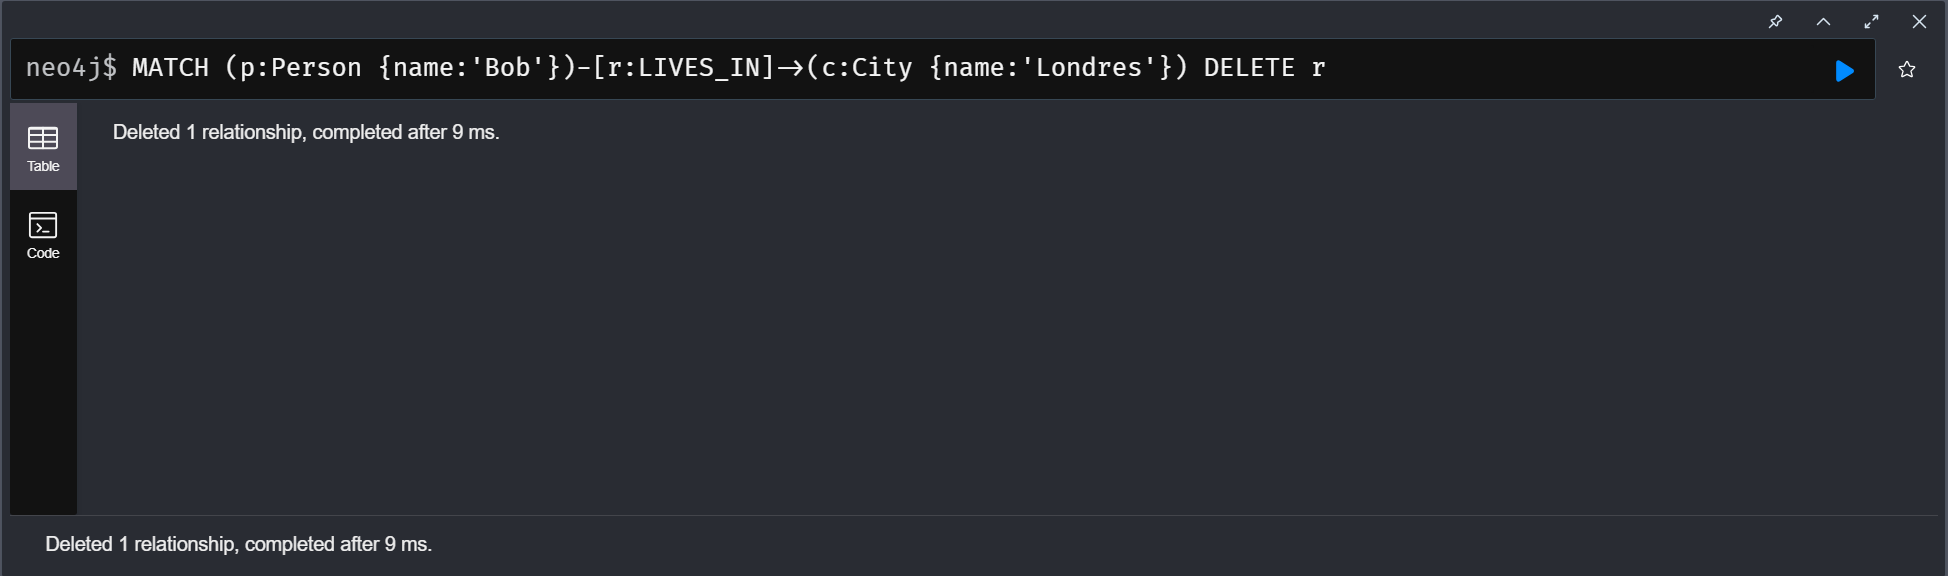 neo4j$ MATCH (p:Person {name:'Bob'})-[r:LIVES_IN]->(c:City {name:'Londres'}) DELETE r
Table
Deleted 1 relationship, completed after 9 ms.
Code
Deleted 1 relationship, completed after 9 ms.